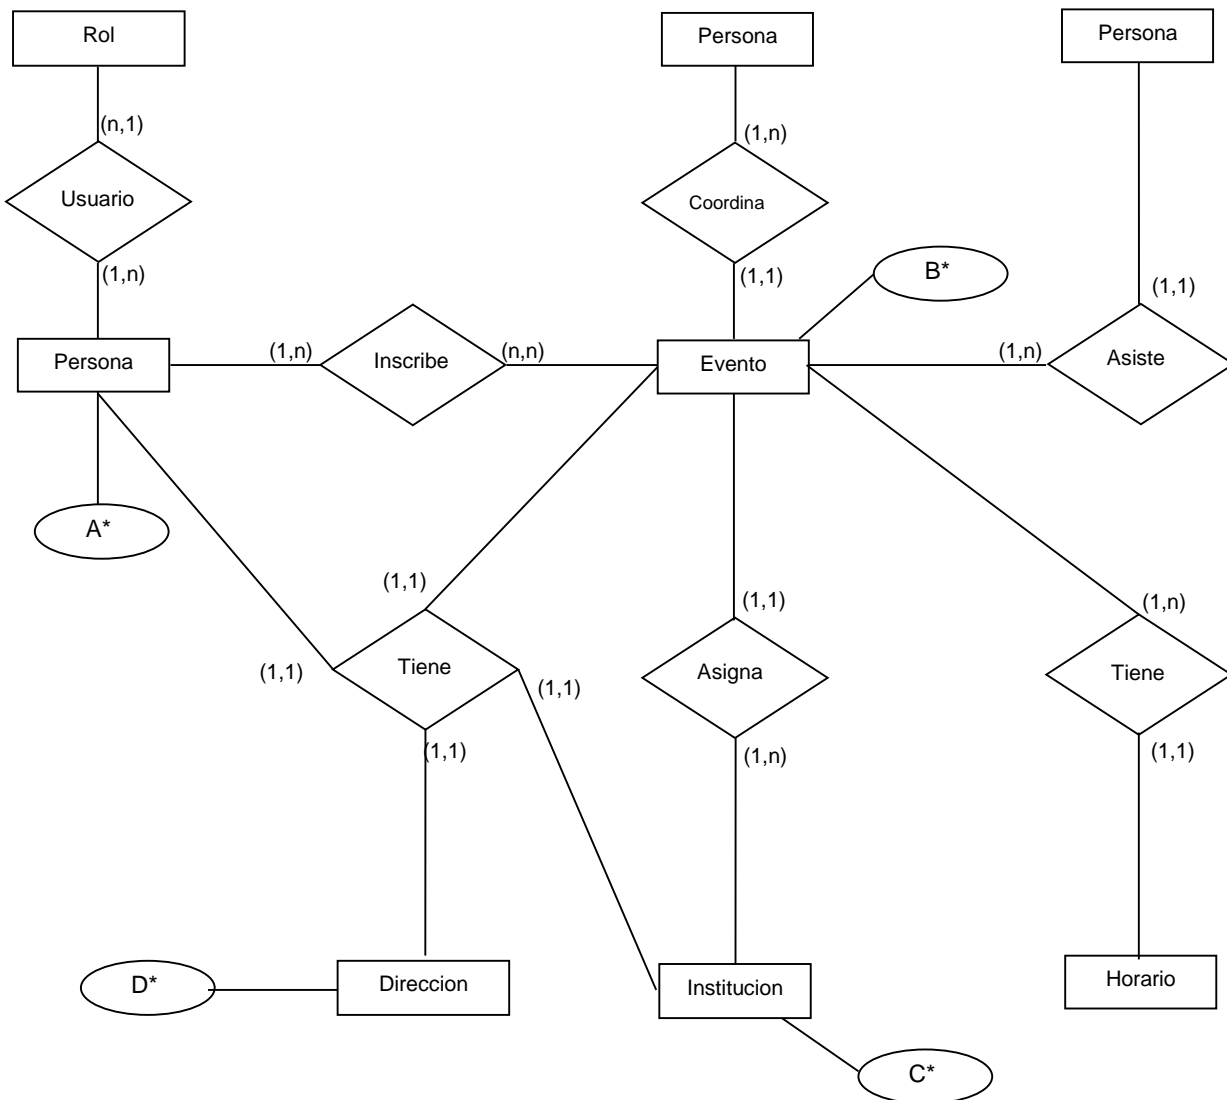 Rol
Persona
Persona
(n,1)
(1,n)
Usuario
Coordina
(1,n)
(1,1)
B*
(1,1)
Persona
(1,n)
Inscribe
(n,n)
Evento
(1,n)
Asiste
A*
(1,1)
(1,1)
(1,n)
(1,1)
Tiene
(1,1)
Asigna
Tiene
(1,1)
(1,n)
(1,1)
D*
Direccion
Institucion
Horario
C*